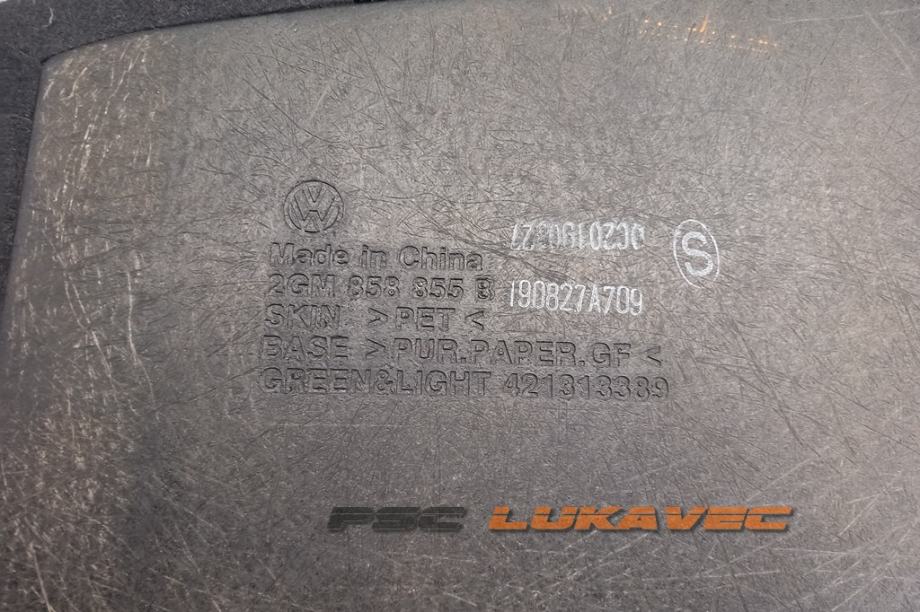 Made in China
2GM 858 855 B
SKIN >PET<
BASE >PUR.PAPER.GF<
GREEN&LIGHT 421313389
190827A709
S
PSC LUKAVEC